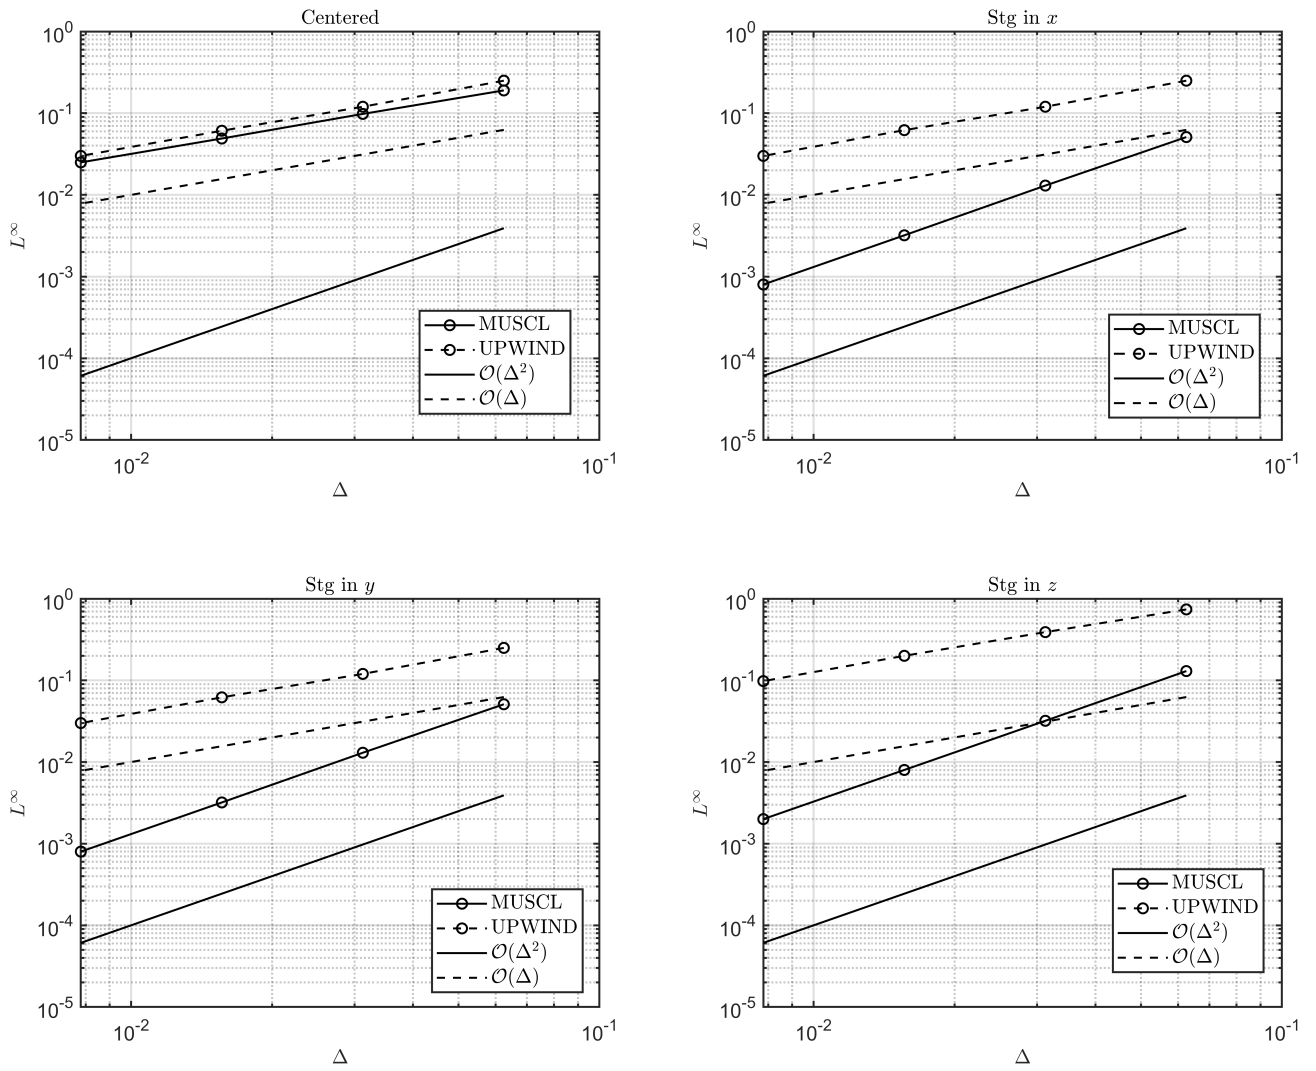 Centered
10^0
10^-1
10^-2
10^-3
10^-4
10^-5
L^∞
10^-2
10^-1
Δ
MUSCL
UPWIND
𝒪(Δ^2)
𝒪(Δ)
Stg in x
10^0
10^-1
10^-2
10^-3
10^-4
10^-5
L^∞
10^-2
10^-1
Δ
MUSCL
UPWIND
𝒪(Δ^2)
𝒪(Δ)
Stg in y
10^0
10^-1
10^-2
10^-3
10^-4
10^-5
L^∞
10^-2
10^-1
Δ
MUSCL
UPWIND
𝒪(Δ^2)
𝒪(Δ)
Stg in z
10^0
10^-1
10^-2
10^-3
10^-4
10^-5
L^∞
10^-2
10^-1
Δ
MUSCL
UPWIND
𝒪(Δ^2)
𝒪(Δ)